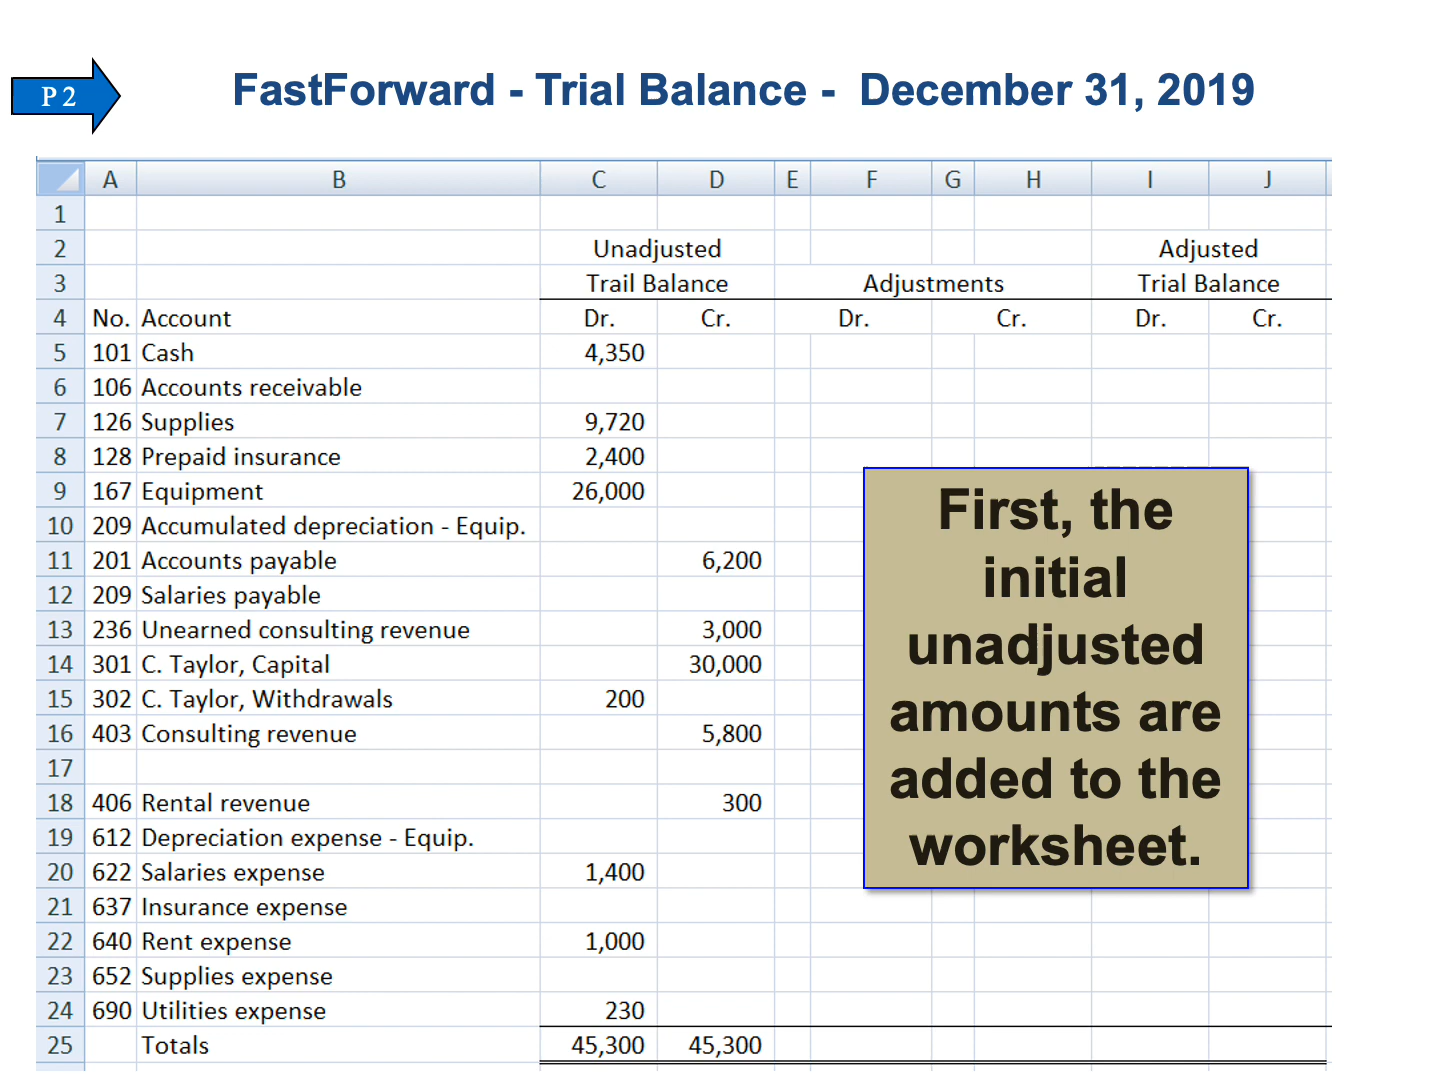 P 2
FastForward - Trial Balance - December 31, 2019
A B C D E F G H I J
1
2 Unadjusted Adjusted
3 Trail Balance Adjustments Trial Balance
4 No. Account Dr. Cr. Dr. Cr. Dr. Cr.
5 101 Cash 4,350
6 106 Accounts receivable
7 126 Supplies 9,720
8 128 Prepaid insurance 2,400
9 167 Equipment 26,000
10 209 Accumulated depreciation - Equip.
11 201 Accounts payable 6,200
12 209 Salaries payable
13 236 Unearned consulting revenue 3,000
14 301 C. Taylor, Capital 30,000
15 302 C. Taylor, Withdrawals 200
16 403 Consulting revenue 5,800
17
18 406 Rental revenue 300
19 612 Depreciation expense - Equip.
20 622 Salaries expense 1,400
21 637 Insurance expense
22 640 Rent expense 1,000
23 652 Supplies expense
24 690 Utilities expense 230
25 Totals 45,300 45,300
First, the
initial
unadjusted
amounts are
added to the
worksheet.